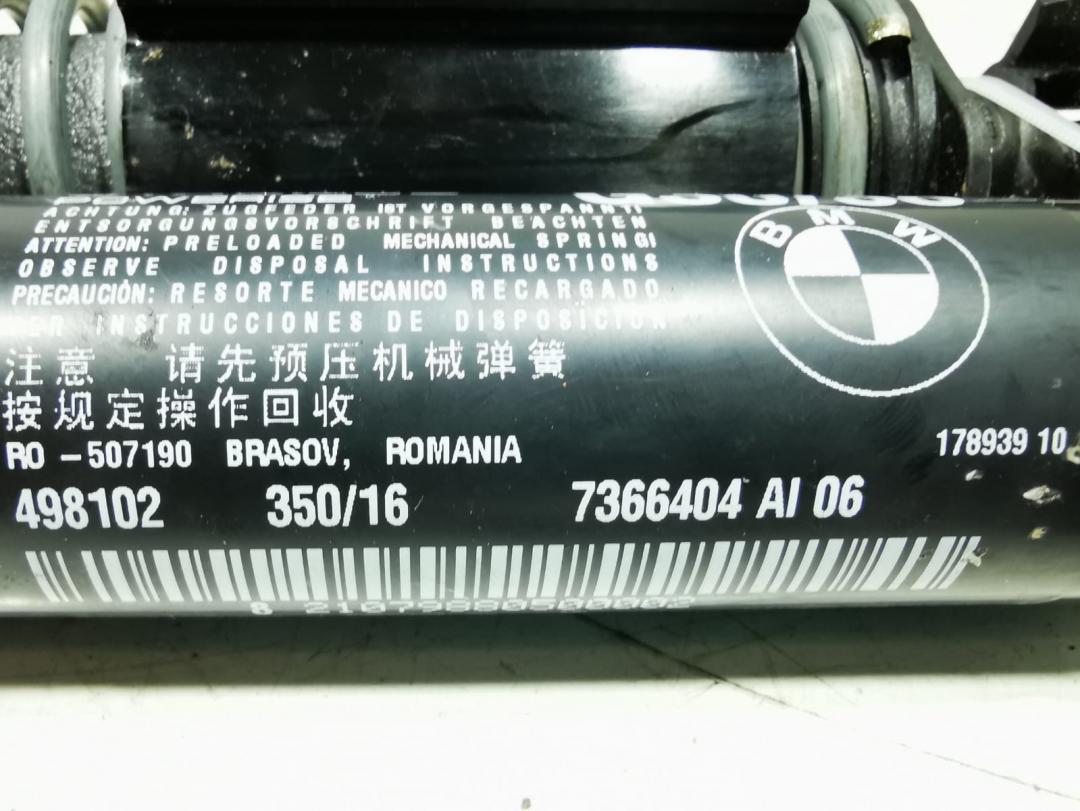 ACHTUNG: ZUGFEDER IST VORGESPANNT!
ENTSORGUNGSVORSCHRIFT BEACHTEN
ATTENTION: PRELOADED MECHANICAL SPRING!
OBSERVE DISPOSAL INSTRUCTIONS
PRECAUCIÓN: RESORTE MECANICO RECARGADO
INSTRUCCIONES DE DISPOSICION
注意 请先预压机械弹簧
按规定操作回收
RO -507190 BRASOV, ROMANIA
498102 350/16 7366404 AI 06
BMW
178939 10